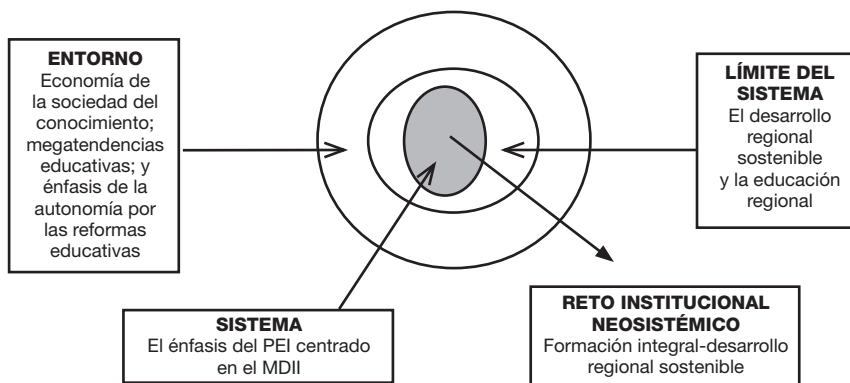 ENTORNO
Economía de
la sociedad del
conocimiento;
megatendencias
educativas; y
énfasis de la
autonomía por
las reformas
educativas
LÍMITE DEL
SISTEMA
El desarrollo
regional
sostenible
y la educación
regional
SISTEMA
El énfasis del PEI centrado
en el MDII
RETO INSTITUCIONAL
NEOSISTÉMICO
Formación integral-desarrollo
regional sostenible